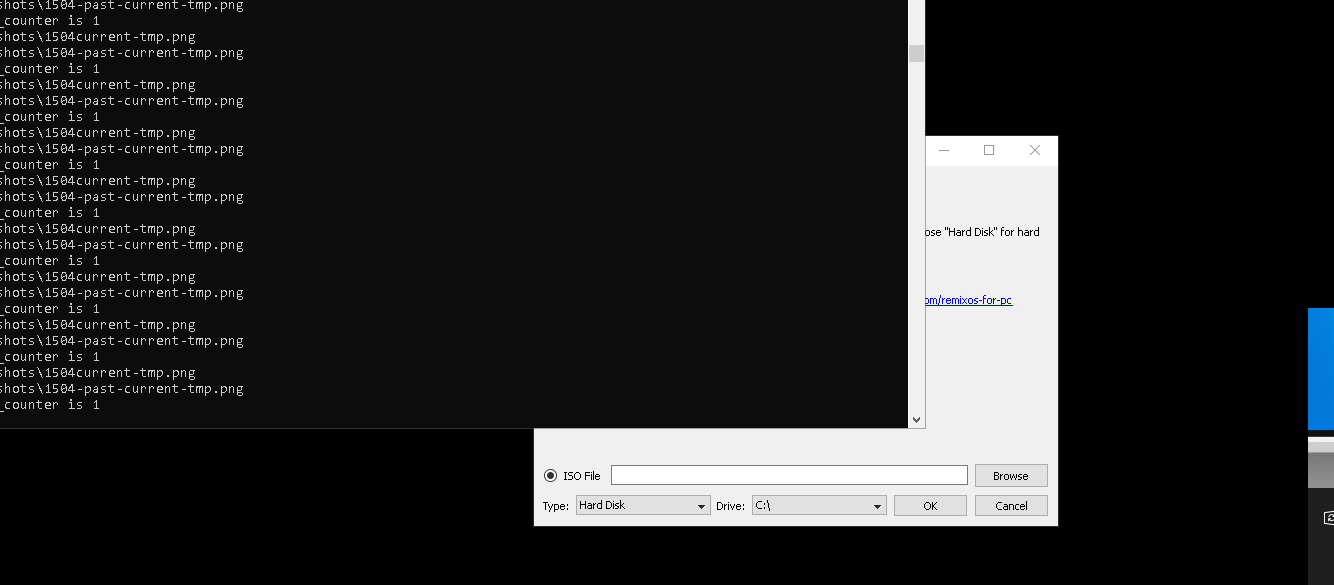 shots\1504-past-current-tmp.png
_counter is 1
shots\1504current-tmp.png
shots\1504-past-current-tmp.png
_counter is 1
shots\1504current-tmp.png
shots\1504-past-current-tmp.png
_counter is 1
shots\1504current-tmp.png
shots\1504-past-current-tmp.png
_counter is 1
shots\1504current-tmp.png
shots\1504-past-current-tmp.png
_counter is 1
shots\1504current-tmp.png
shots\1504-past-current-tmp.png
_counter is 1
shots\1504current-tmp.png
shots\1504-past-current-tmp.png
_counter is 1
shots\1504current-tmp.png
shots\1504-past-current-tmp.png
_counter is 1
shots\1504current-tmp.png
shots\1504-past-current-tmp.png
_counter is 1
ose "Hard Disk" for hard
om/remixos-for-pc
ISO File Browse
Type: Hard Disk Drive: C:\ OK Cancel